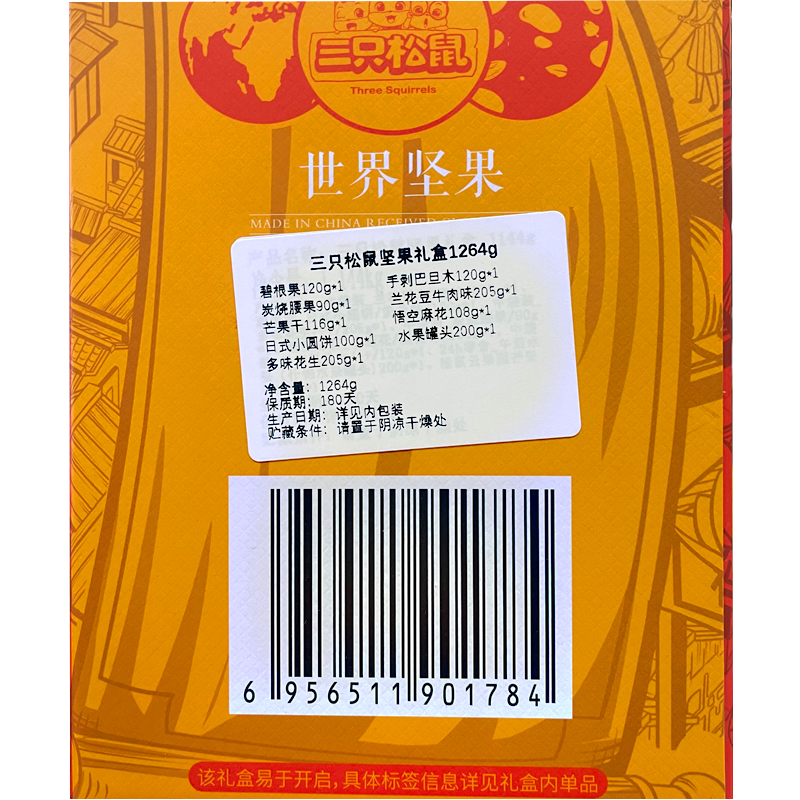 三只松鼠
Three Squirrels
世界坚果
MADE IN CHINA RECEIVED
三只松鼠坚果礼盒1264g
碧根果120g*1 手剥巴旦木120g*1
炭烧腰果90g*1 兰花豆牛肉味205g*1
芒果干116g*1 悟空麻花108g*1
日式小圆饼100g*1 水果罐头200g*1
多味花生205g*1
净含量：1264g
保质期：180天
生产日期：详见内包装
贮藏条件：请置于阴凉干燥处
6 956511 901784
该礼盒易于开启,具体标签信息详见礼盒内单品